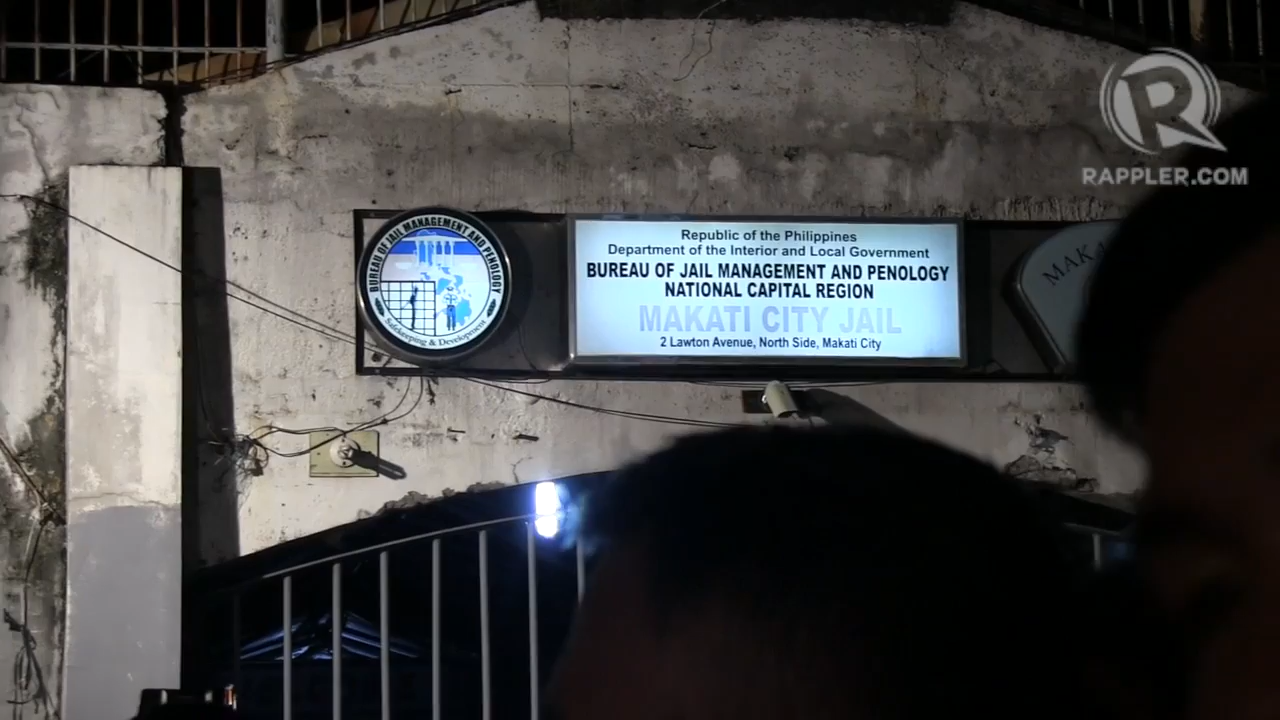 RAPPLER.COM
BUREAU OF JAIL MANAGEMENT AND PENOLOGY
Safekeeping & Development
Republic of the Philippines
Department of the Interior and Local Government
BUREAU OF JAIL MANAGEMENT AND PENOLOGY
NATIONAL CAPITAL REGION
MAKATI CITY JAIL
2 Lawton Avenue, North Side, Makati City